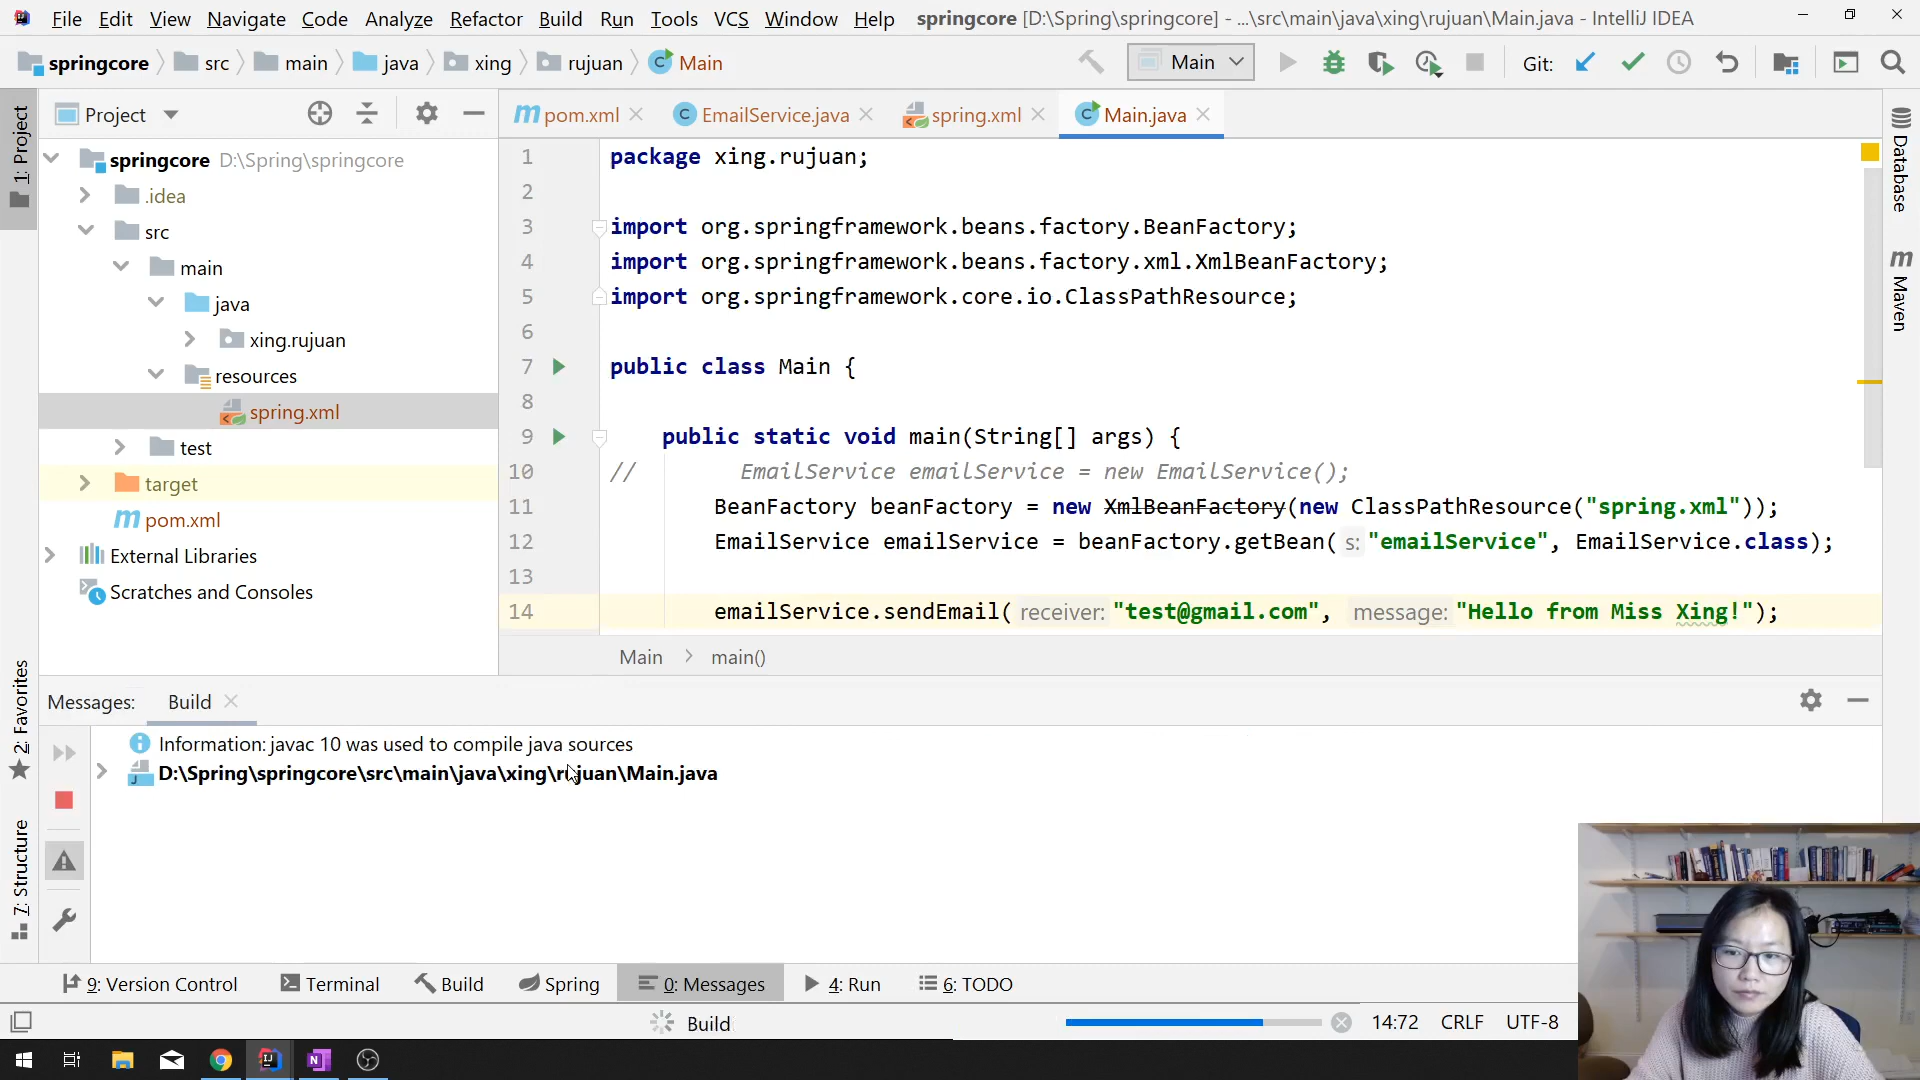 File Edit View Navigate Code Analyze Refactor Build Run Tools VCS Window Help springcore [D:\Spring\springcore] - ...\src\main\java\xing\rujuan\Main.java - IntelliJ IDEA
springcore src main java xing rujuan Main Main Git:
1: Project
Project
pom.xml EmailService.java spring.xml Main.java
springcore D:\Spring\springcore
.idea
src
main
java
xing.rujuan
resources
spring.xml
test
target
pom.xml
External Libraries
Scratches and Consoles
1 package xing.rujuan;
2
3 import org.springframework.beans.factory.BeanFactory;
4 import org.springframework.beans.factory.xml.XmlBeanFactory;
5 import org.springframework.core.io.ClassPathResource;
6
7 public class Main {
8
9 public static void main(String[] args) {
10 // EmailService emailService = new EmailService();
11 BeanFactory beanFactory = new XmlBeanFactory(new ClassPathResource("spring.xml"));
12 EmailService emailService = beanFactory.getBean( s: "emailService", EmailService.class);
13
14 emailService.sendEmail( receiver: "test@gmail.com", message: "Hello from Miss Xing!");
Main main()
Database
Maven
2: Favorites
7: Structure
Messages: Build
Information: javac 10 was used to compile java sources
D:\Spring\springcore\src\main\java\xing\rujuan\Main.java
9: Version Control Terminal Build Spring 0: Messages 4: Run 6: TODO
Build 14:72 CRLF UTF-8